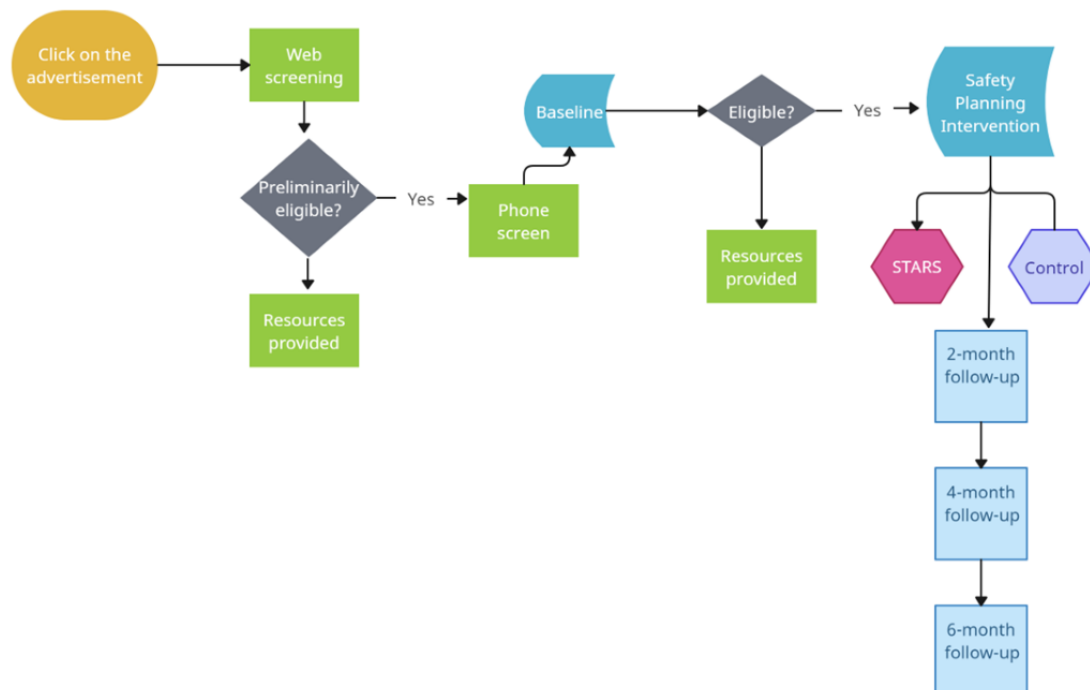 Click on the
advertisement
Web
screening
Preliminarily
eligible?
Yes
Resources
provided
Phone
screen
Baseline
Eligible?
Yes
Resources
provided
Safety
Planning
Intervention
STARS
Control
2-month
follow-up
4-month
follow-up
6-month
follow-up